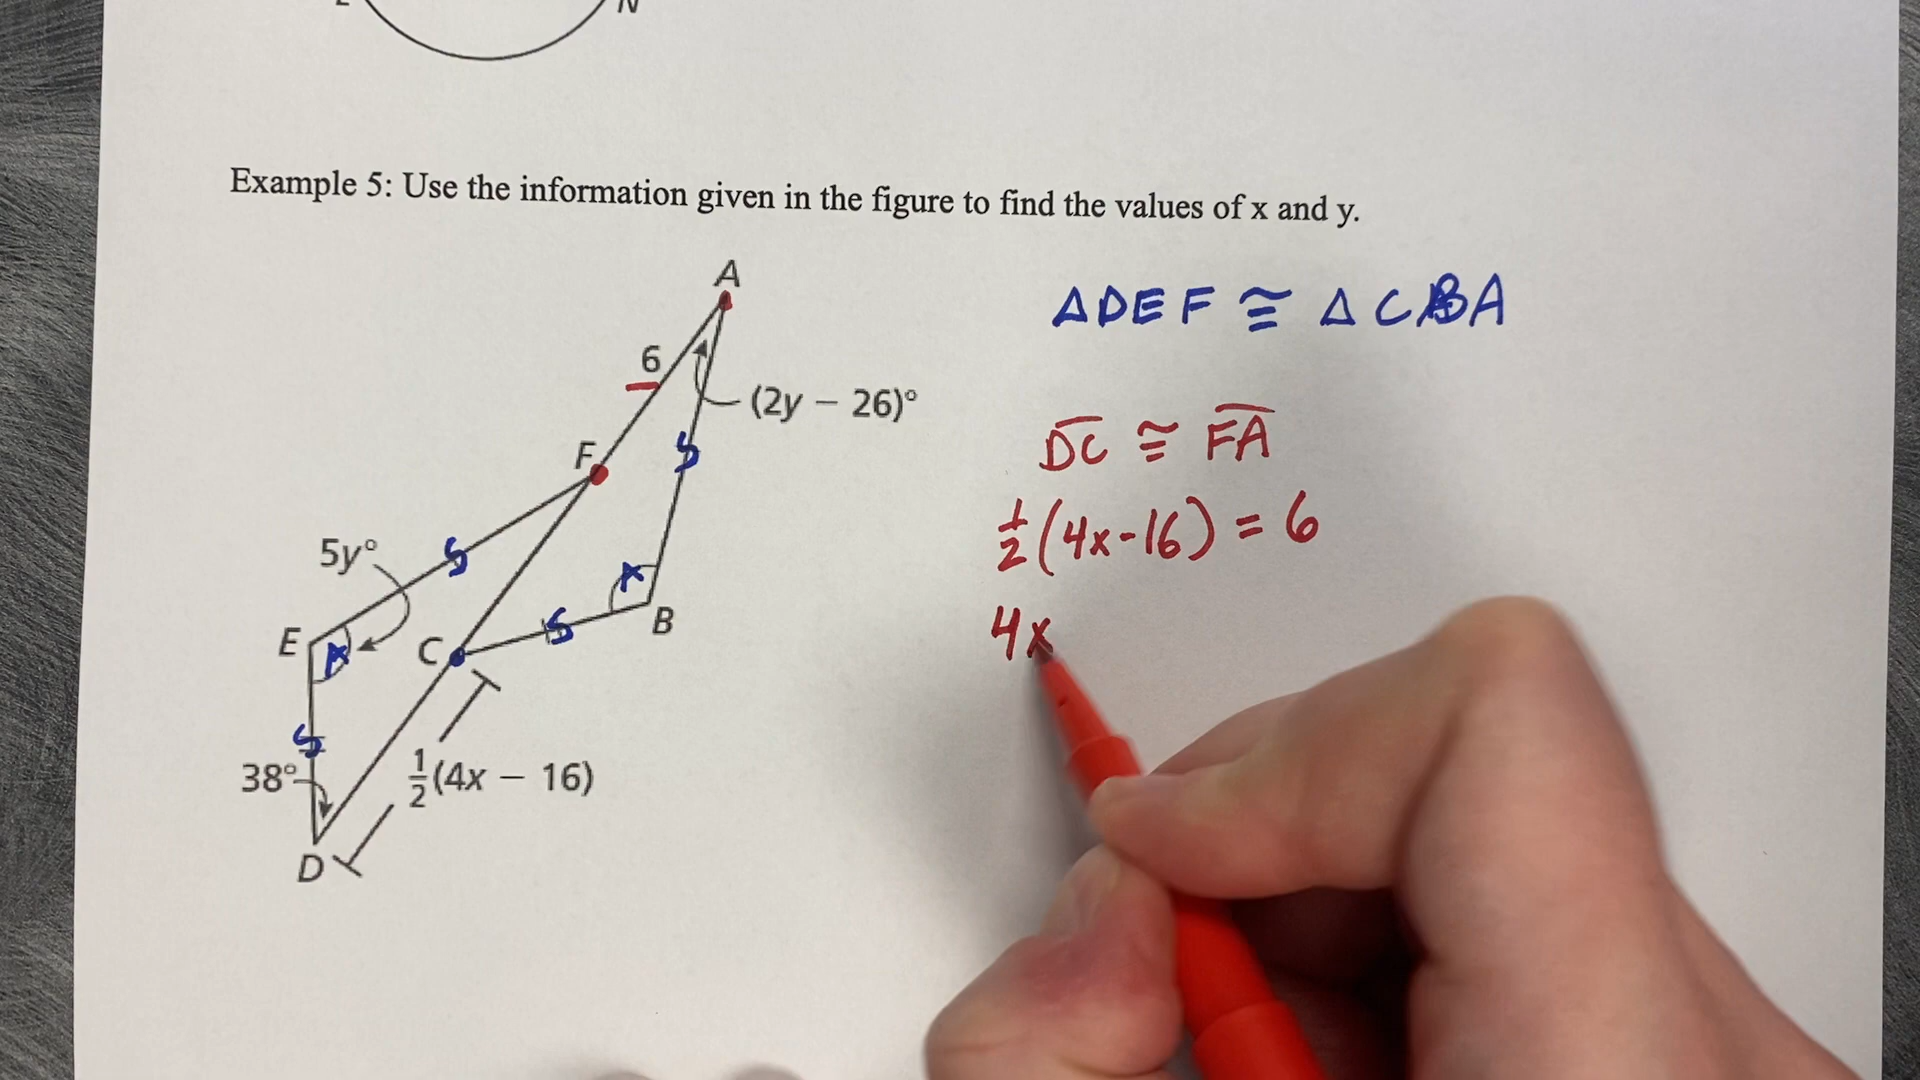 N
Example 5: Use the information given in the figure to find the values of x and y.
A
ΔDEF ≅ ΔCBA
6
(2y − 26)°
F
S
DC ≅ FA
5y°
S
1/2(4x-16) = 6
A
S
B
E
A
C
4x
S
38°
1/2(4x − 16)
D